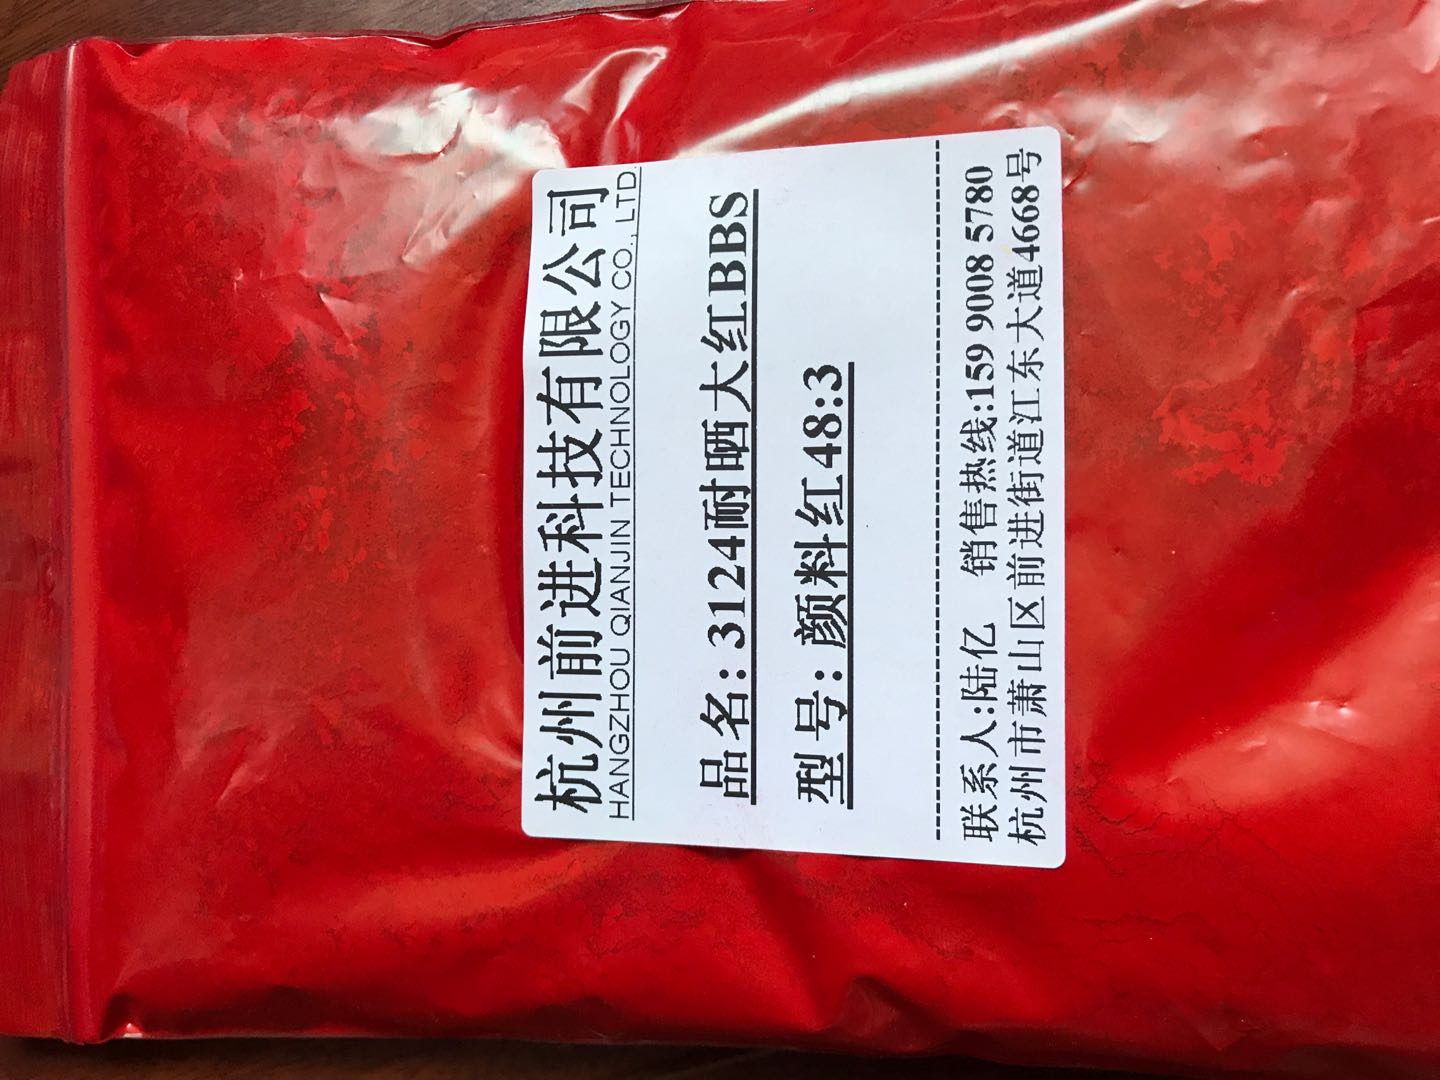 杭州前进科技有限公司
HANGZHOU QIANJIN TECHNOLOGY CO., LTD.
品名: 3124耐晒大红BBS
型号: 颜料红48:3
联系人:陆亿 销售热线:159 9008 5780
杭州市萧山区前进街道江东大道4668号